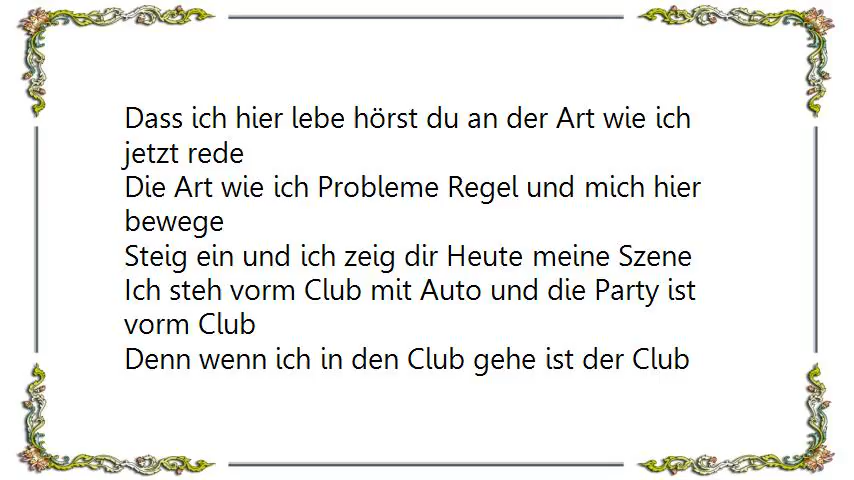 Dass ich hier lebe hörst du an der Art wie ich
jetzt rede
Die Art wie ich Probleme Regel und mich hier
bewege
Steig ein und ich zeig dir Heute meine Szene
Ich steh vorm Club mit Auto und die Party ist
vorm Club
Denn wenn ich in den Club gehe ist der Club